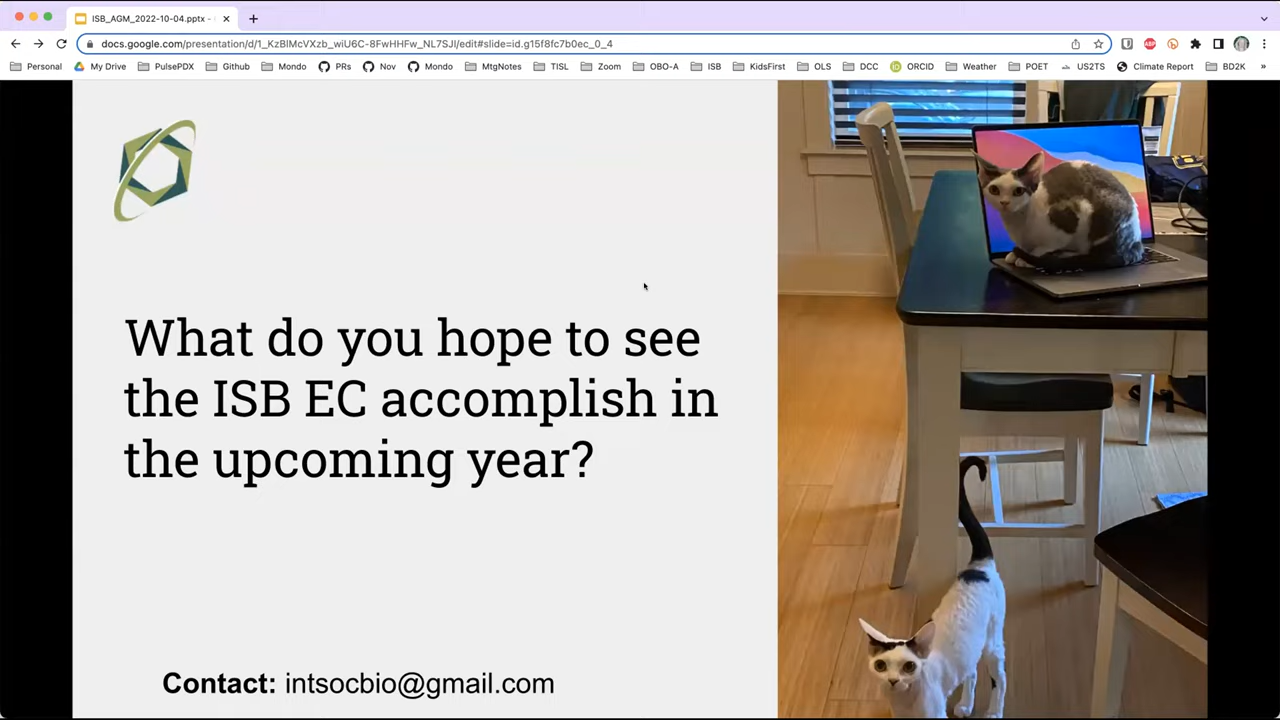 ISB_AGM_2022-10-04.pptx -
docs.google.com/presentation/d/1_KzBlMcVXzb_wiU6C-8FwHHFw_NL7SJI/edit#slide=id.g15f8fc7b0ec_0_4
Personal My Drive PulsePDX Github Mondo PRs Nov Mondo MtgNotes TISL Zoom OBO-A ISB KidsFirst OLS DCC ORCID Weather POET US2TS Climate Report BD2K »
What do you hope to see
the ISB EC accomplish in
the upcoming year?
Contact: intsocbio@gmail.com